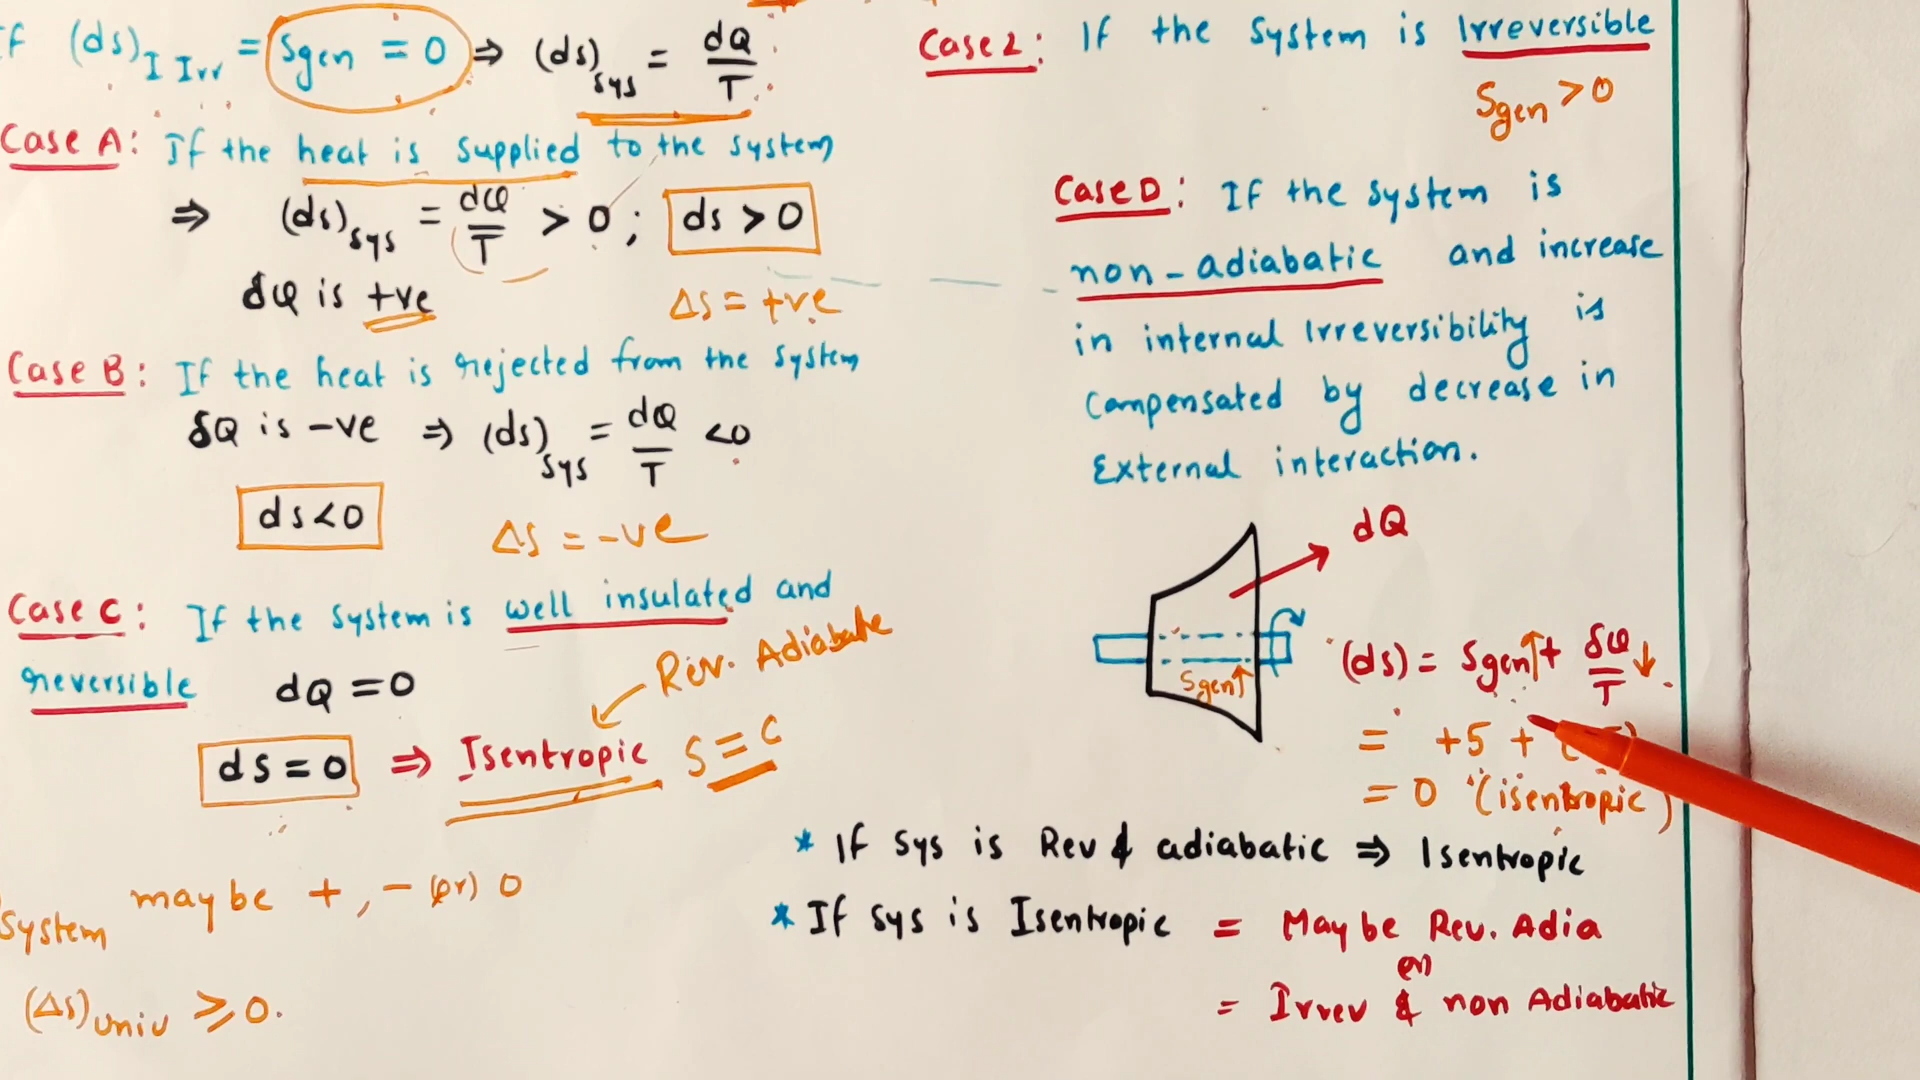 If (ds)I Irr = Sgen = 0 ⇒ (ds)sys = dQ/T
Case A: If the heat is supplied to the system
⇒ (ds)sys = dQ/T > 0 ; ds > 0
dQ is +ve Δs = +ve
Case B: If the heat is rejected from the system
δQ is -ve ⇒ (ds)sys = dQ/T <0
ds<0 Δs = -ve
Case C: If the system is well insulated and
reversible dQ = 0
Rev. Adiabate
ds = 0 ⇒ Isentropic S = C
system maybe +, - (or) 0
(Δs)univ ≥ 0.
Case 2: If the system is Irreversible
Sgen > 0
Case D: If the system is
non-adiabatic and increase
in internal Irreversibility is
compensated by decrease in
External interaction.
dQ
Sgen↑
(ds) = Sgen↑ + δQ/T ↓
= +5 +
= 0 (isentropic)
* If sys is Rev & adiabatic ⇒ Isentropic
* If sys is Isentropic = Maybe Rev. Adia
or
= Irrev & non Adiabatic